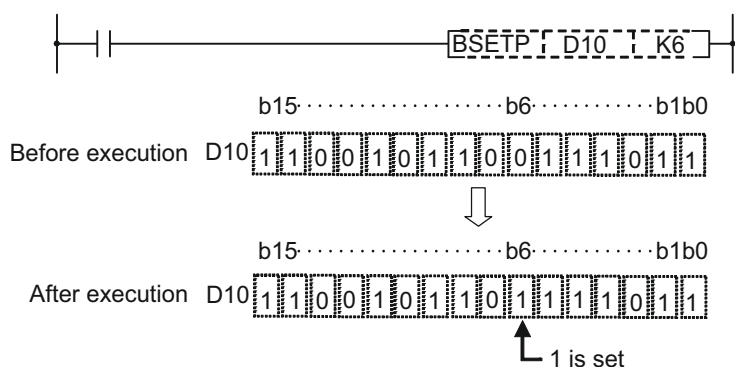 BSETP D10 K6
b15·················b6··········b1b0
Before execution D10 1 1 0 0 1 0 1 1 0 0 1 1 1 0 1 1
b15·················b6··········b1b0
After execution D10 1 1 0 0 1 0 1 1 0 1 1 1 1 0 1 1
1 is set